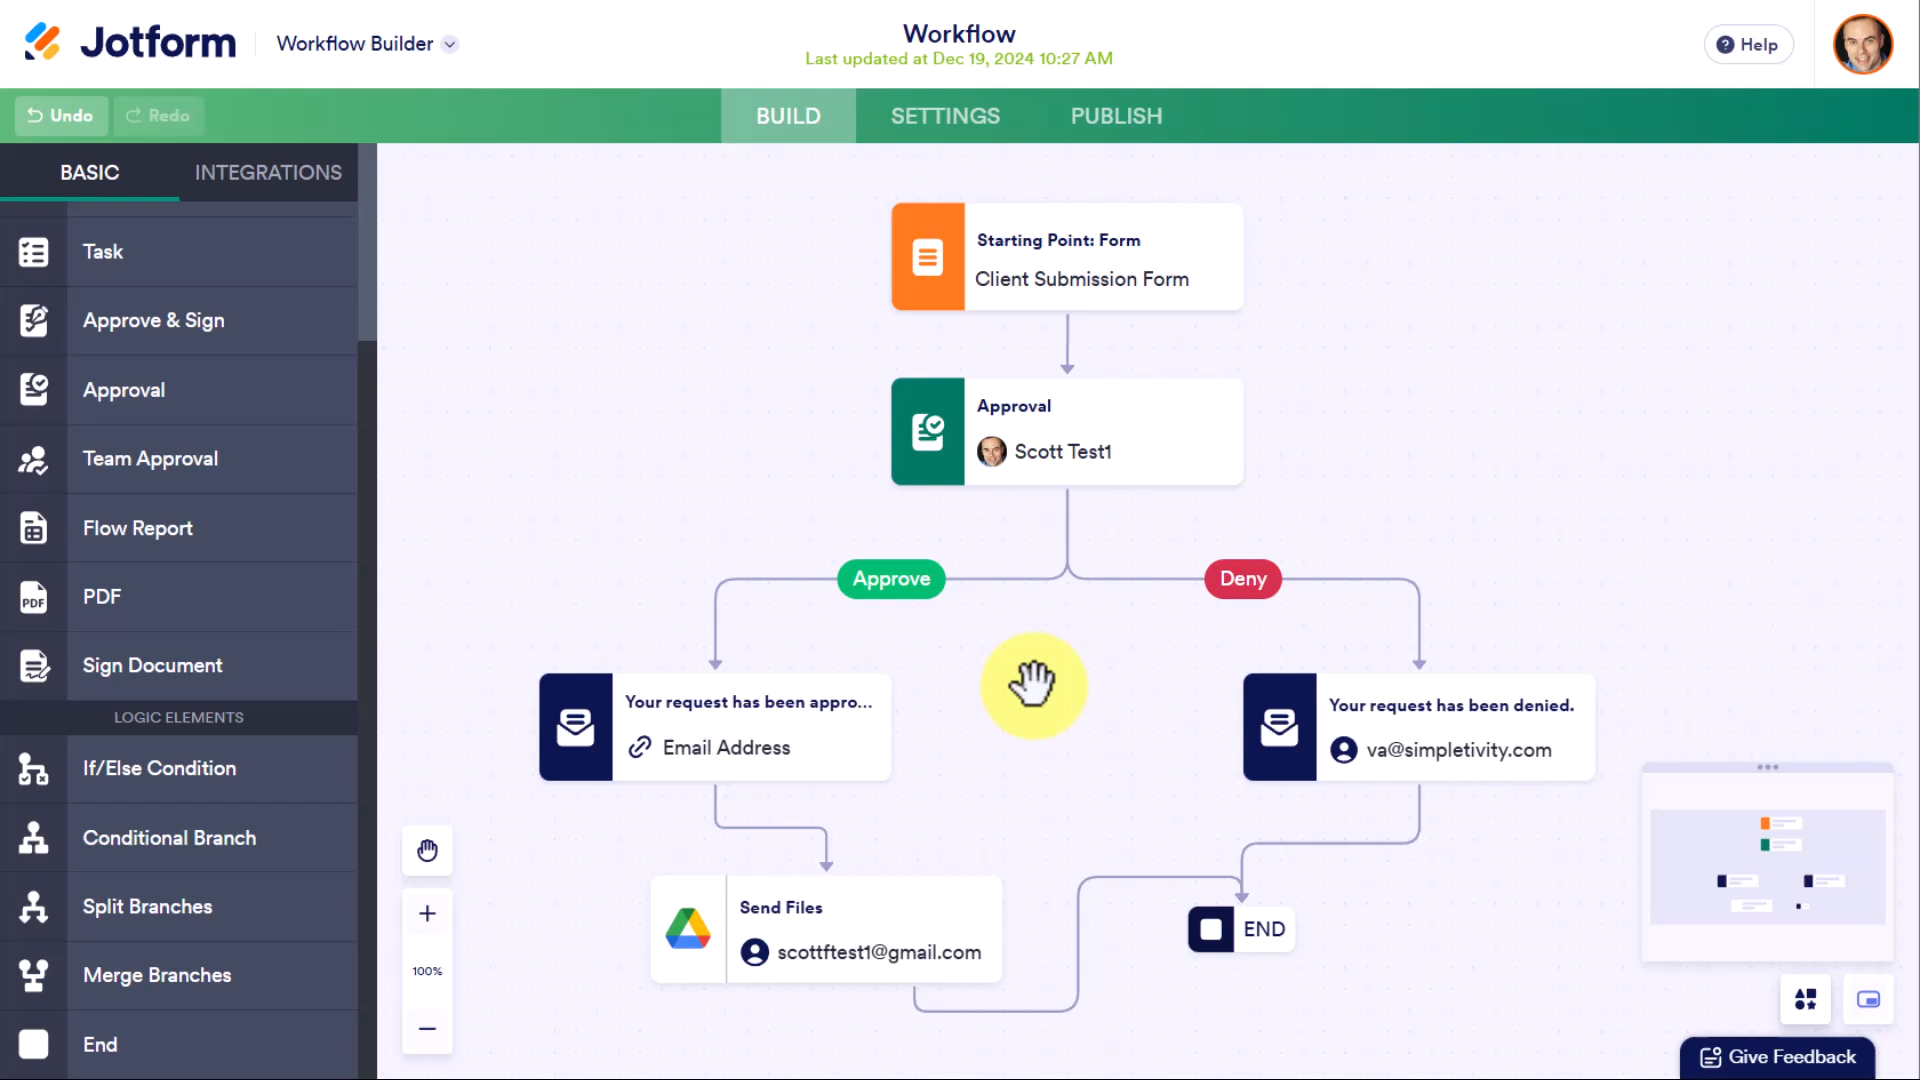 Jotform
Workflow Builder
Workflow
Last updated at Dec 19, 2024 10:27 AM
Help
Undo
Redo
BUILD
SETTINGS
PUBLISH
BASIC
INTEGRATIONS
Task
Approve & Sign
Approval
Team Approval
Flow Report
PDF
PDF
Sign Document
LOGIC ELEMENTS
If/Else Condition
Conditional Branch
Split Branches
Merge Branches
End
Starting Point: Form
Client Submission Form
Approval
Scott Test1
Approve
Deny
Your request has been appro...
Email Address
Your request has been denied.
va@simpletivity.com
Send Files
scottftest1@gmail.com
END
100%
Give Feedback